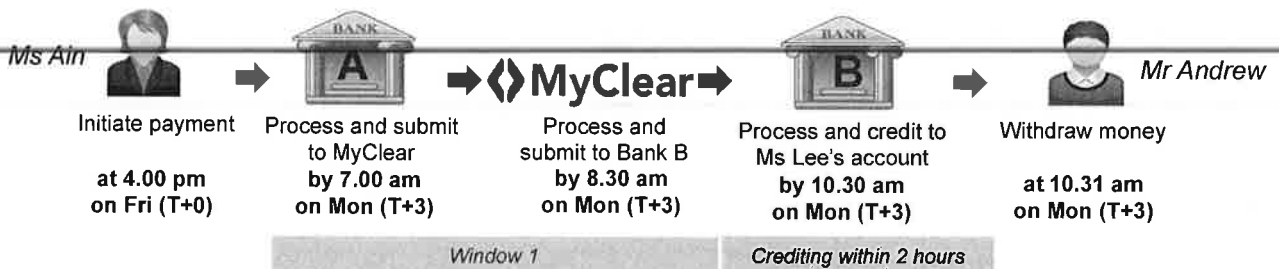 Ms Ain
BANK
A
MyClear
BANK
B
Mr Andrew
Initiate payment
at 4.00 pm
on Fri (T+0)
Process and submit
to MyClear
by 7.00 am
on Mon (T+3)
Process and
submit to Bank B
by 8.30 am
on Mon (T+3)
Process and credit to
Ms Lee's account
by 10.30 am
on Mon (T+3)
Withdraw money
at 10.31 am
on Mon (T+3)
Window 1
Crediting within 2 hours